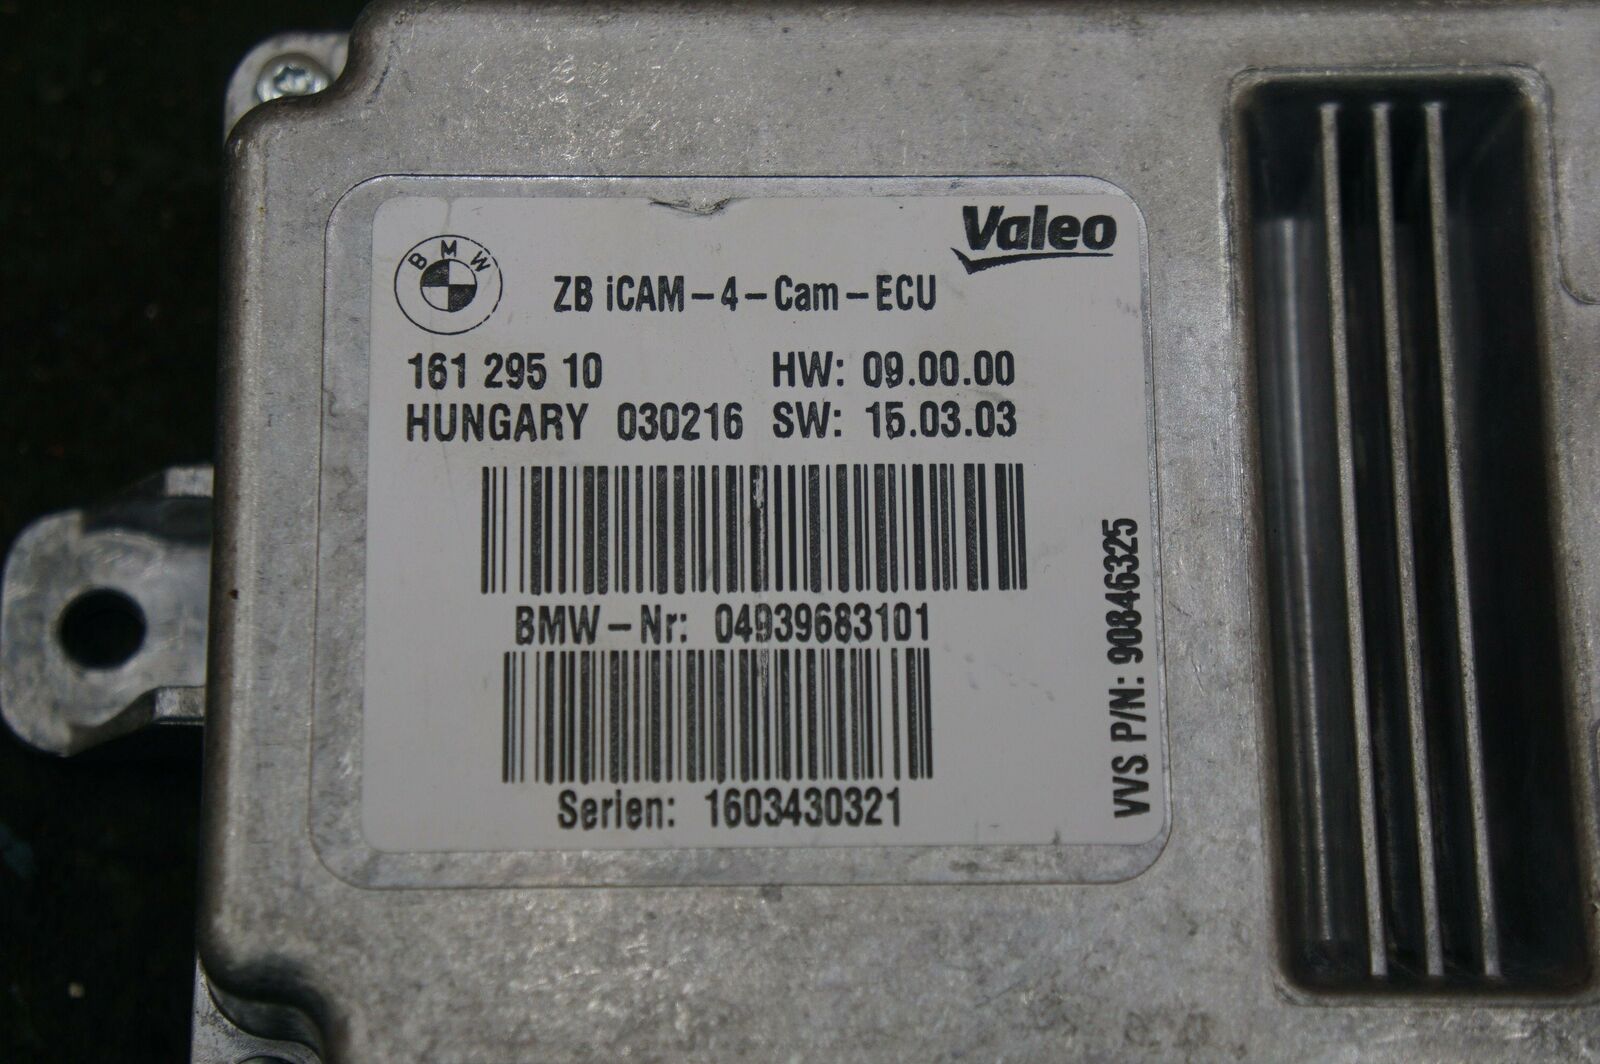 BMW
Valeo
ZB iCAM-4-Cam-ECU
161 295 10 HW: 09.00.00
HUNGARY 030216 SW: 15.03.03
BMW-Nr: 04939683101
Serien: 1603430321
VVS P/N: 90846325